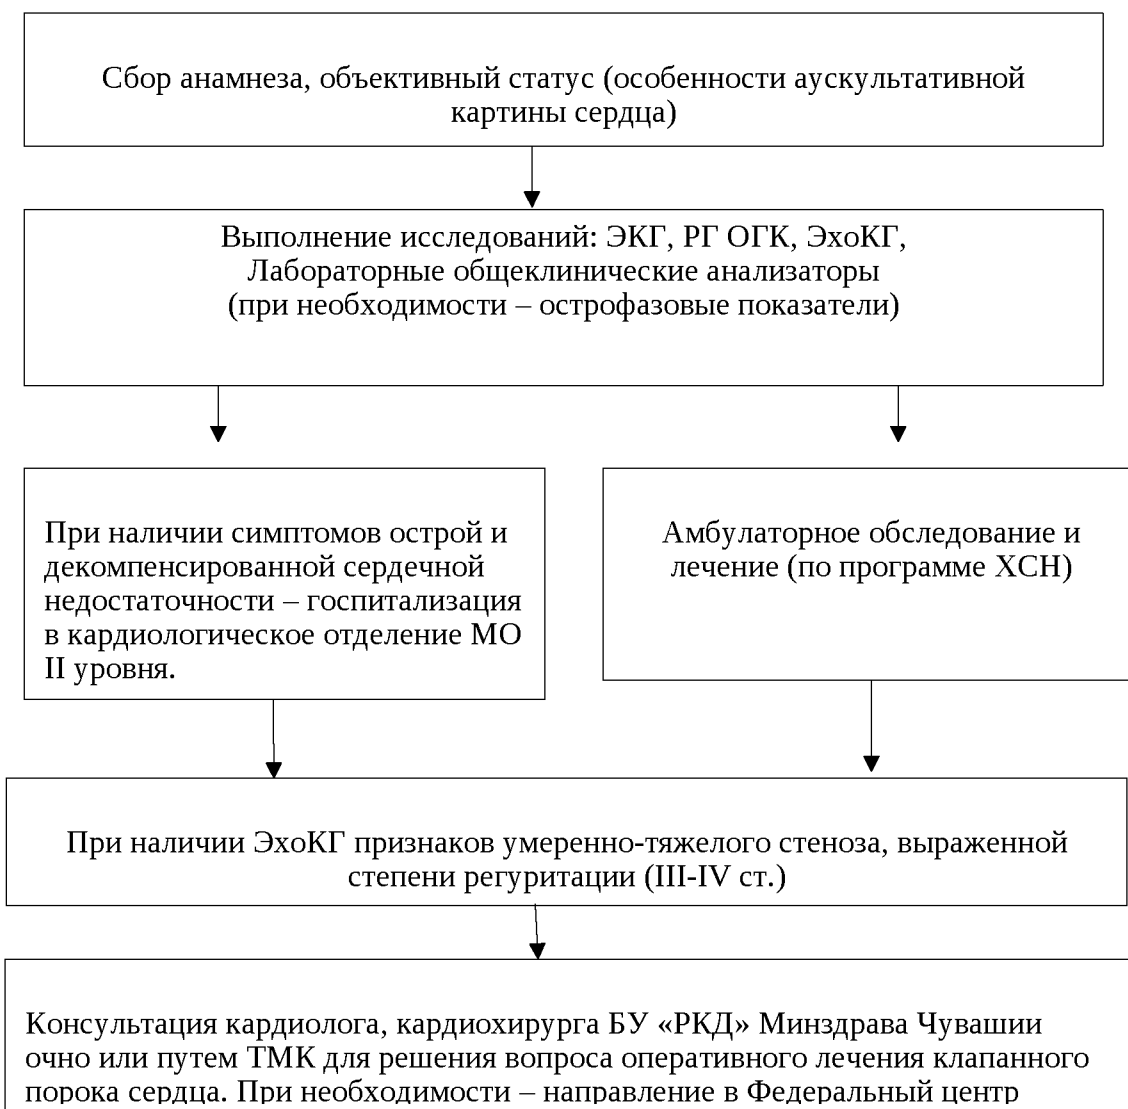 Сбор анамнеза, объективный статус (особенности аускультативной
картины сердца)
Выполнение исследований: ЭКГ, РГ ОГК, ЭхоКГ,
Лабораторные общеклинические анализаторы
(при необходимости – острофазовые показатели)
При наличии симптомов острой и
декомпенсированной сердечной
недостаточности – госпитализация
в кардиологическое отделение МО
II уровня.
Амбулаторное обследование и
лечение (по программе ХСН)
При наличии ЭхоКГ признаков умеренно-тяжелого стеноза, выраженной
степени регуритации (III-IV ст.)
Консультация кардиолога, кардиохирурга БУ «РКД» Минздрава Чувашии
очно или путем ТМК для решения вопроса оперативного лечения клапанного
порока сердца. При необходимости – направление в Федеральный центр